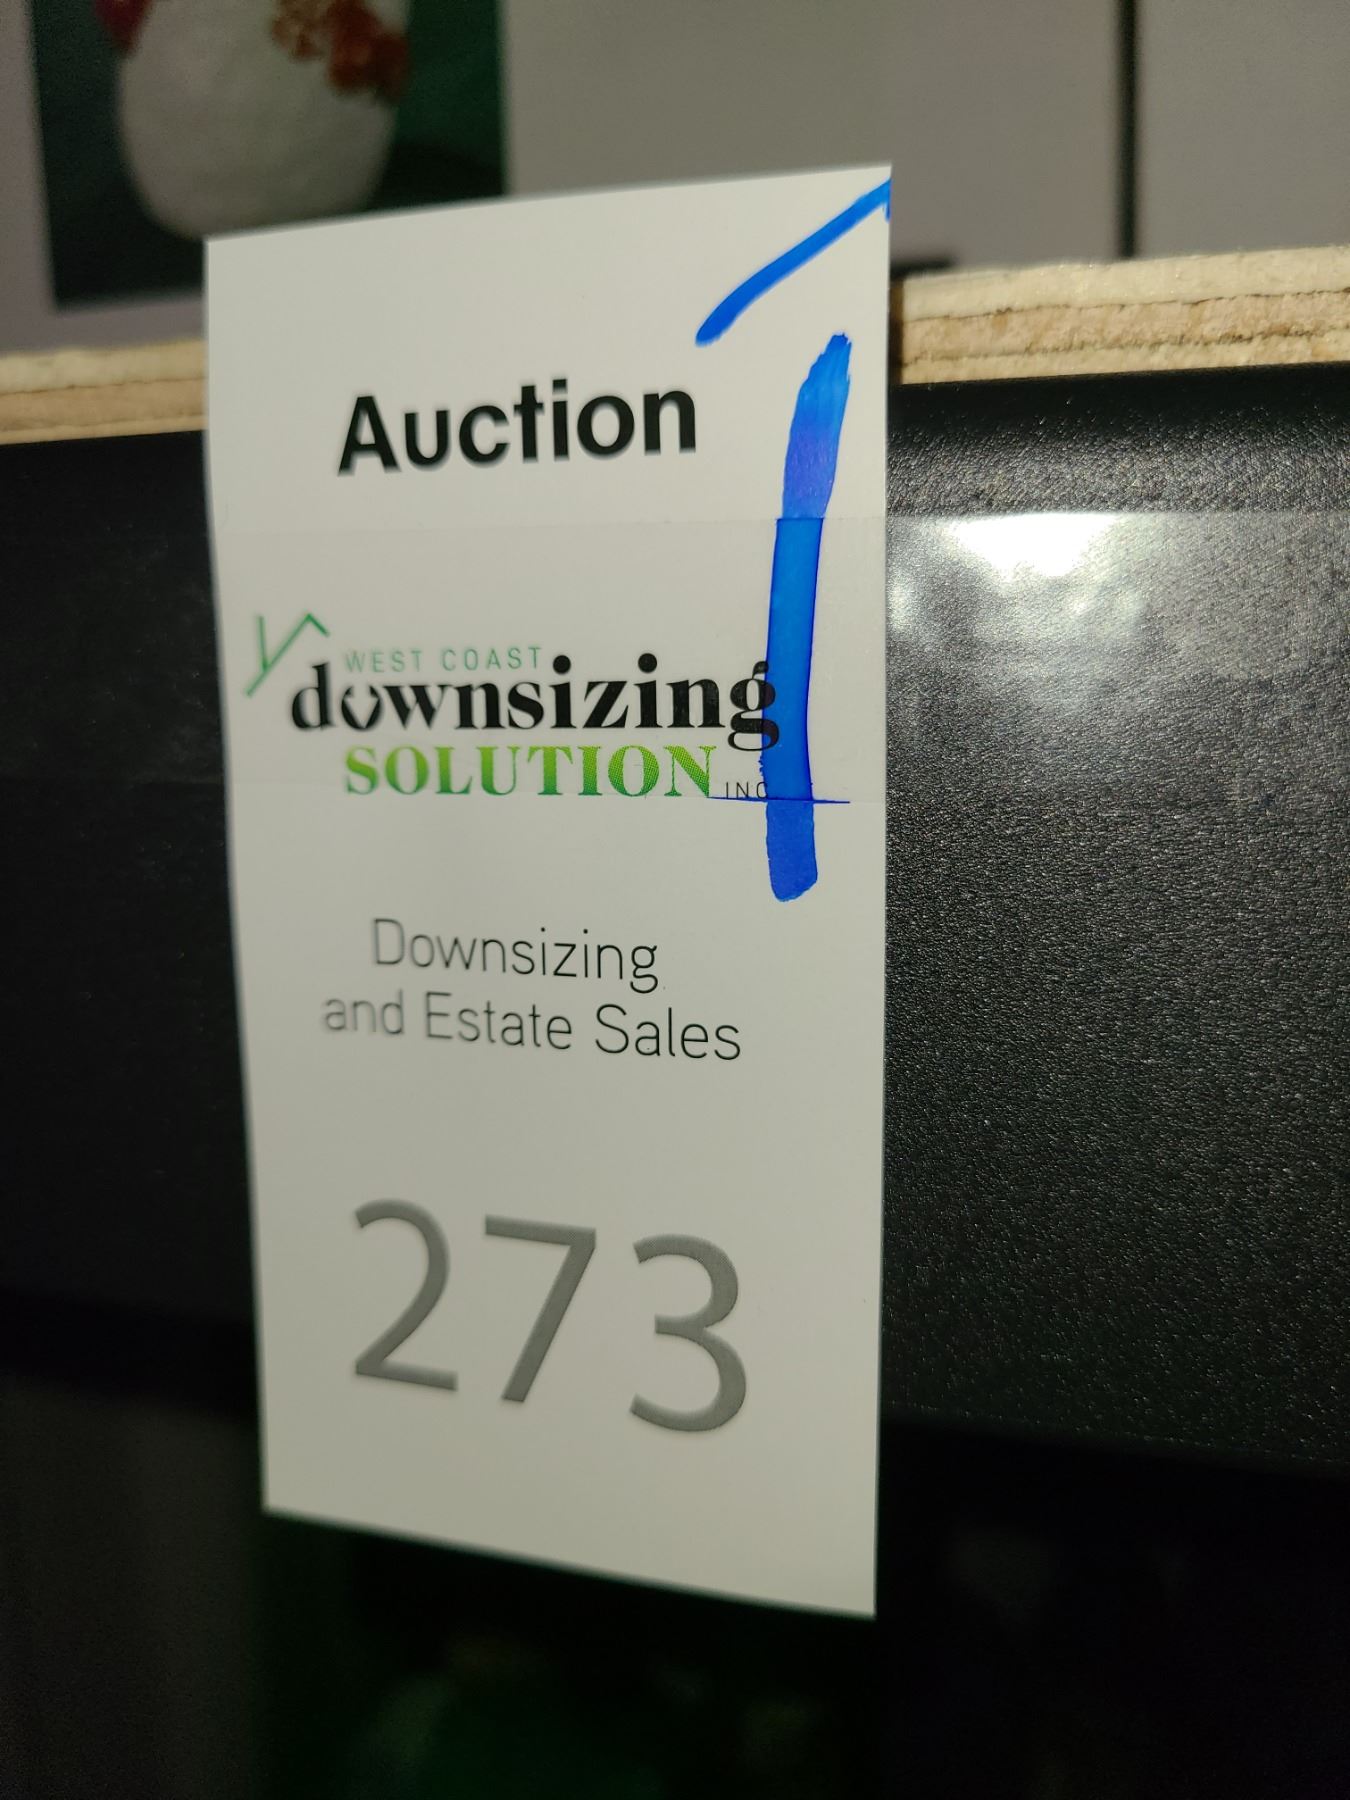 Auction
WEST COAST
downsizing
SOLUTION INC
Downsizing
and Estate Sales
273